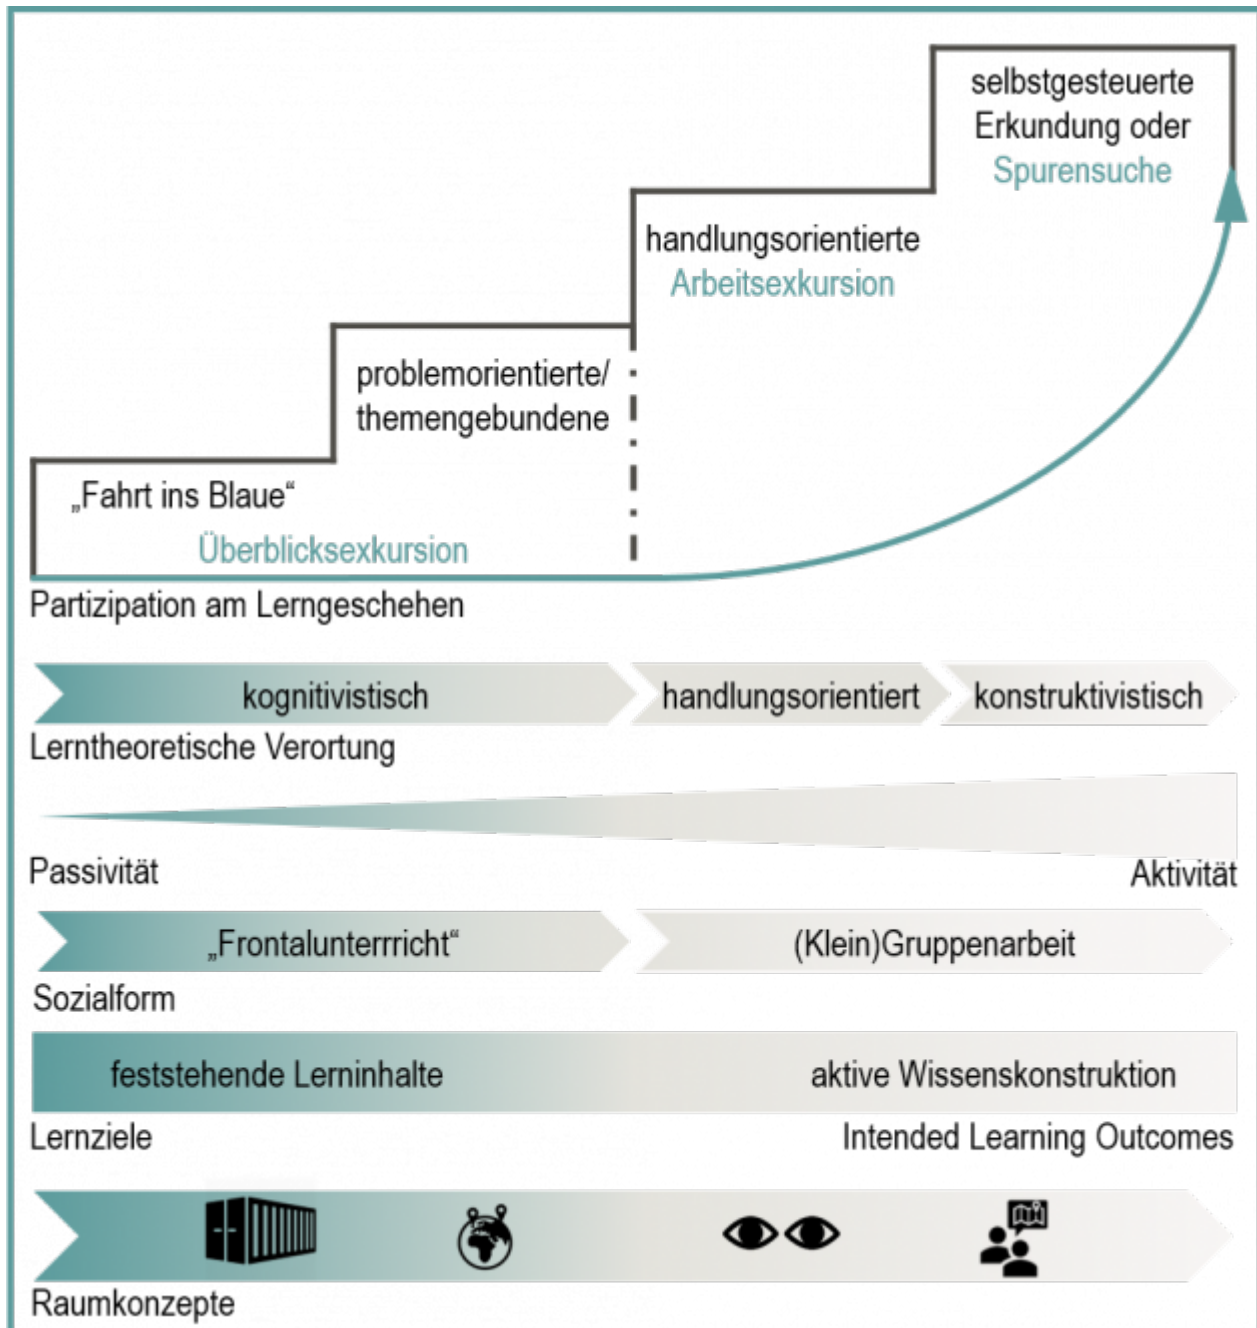 selbstgesteuerte
Erkundung oder
Spurensuche
handlungsorientierte
Arbeitsexkursion
problemorientierte/
themengebundene
„Fahrt ins Blaue“
Überblicksexkursion
Partizipation am Lerngeschehen
kognitivistisch
handlungsorientiert
konstruktivistisch
Lerntheoretische Verortung
Passivität
Aktivität
„Frontalunterrricht“
(Klein)Gruppenarbeit
Sozialform
feststehende Lerninhalte
aktive Wissenskonstruktion
Lernziele
Intended Learning Outcomes
Raumkonzepte